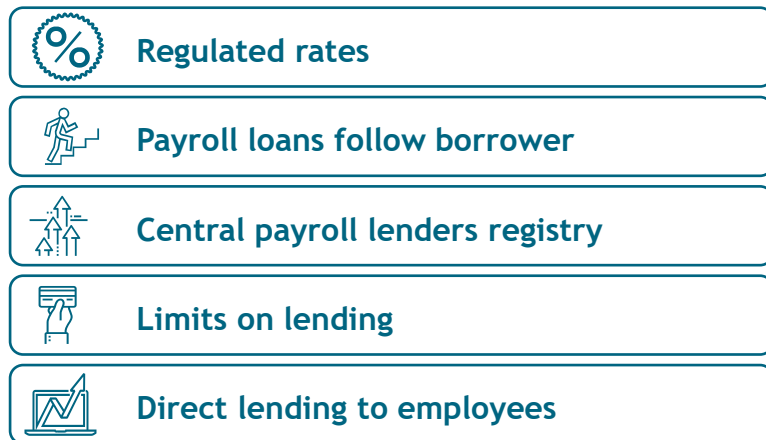 Regulated rates
Payroll loans follow borrower
Central payroll lenders registry
Limits on lending
Direct lending to employees